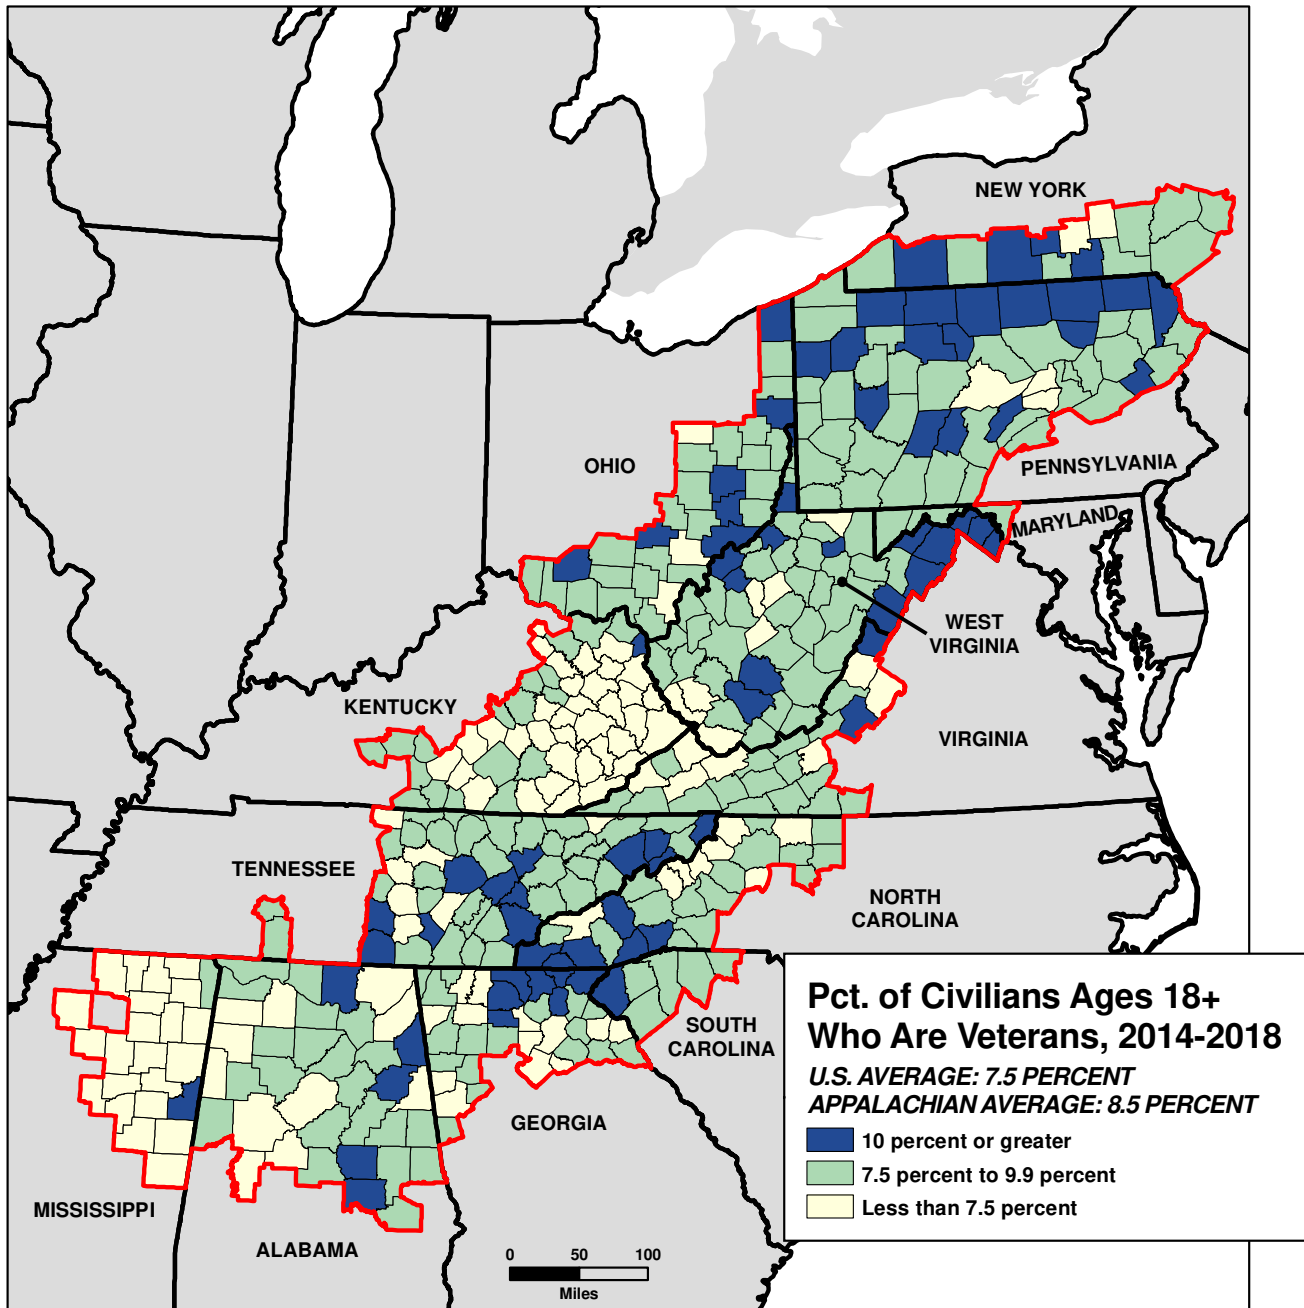 NEW YORK
OHIO
PENNSYLVANIA
MARYLAND
WEST
VIRGINIA
KENTUCKY
VIRGINIA
TENNESSEE
NORTH
CAROLINA
SOUTH
CAROLINA
GEORGIA
MISSISSIPPI
ALABAMA
Pct. of Civilians Ages 18+
Who Are Veterans, 2014-2018
U.S. AVERAGE: 7.5 PERCENT
APPALACHIAN AVERAGE: 8.5 PERCENT
10 percent or greater
7.5 percent to 9.9 percent
Less than 7.5 percent
0 50 100
Miles